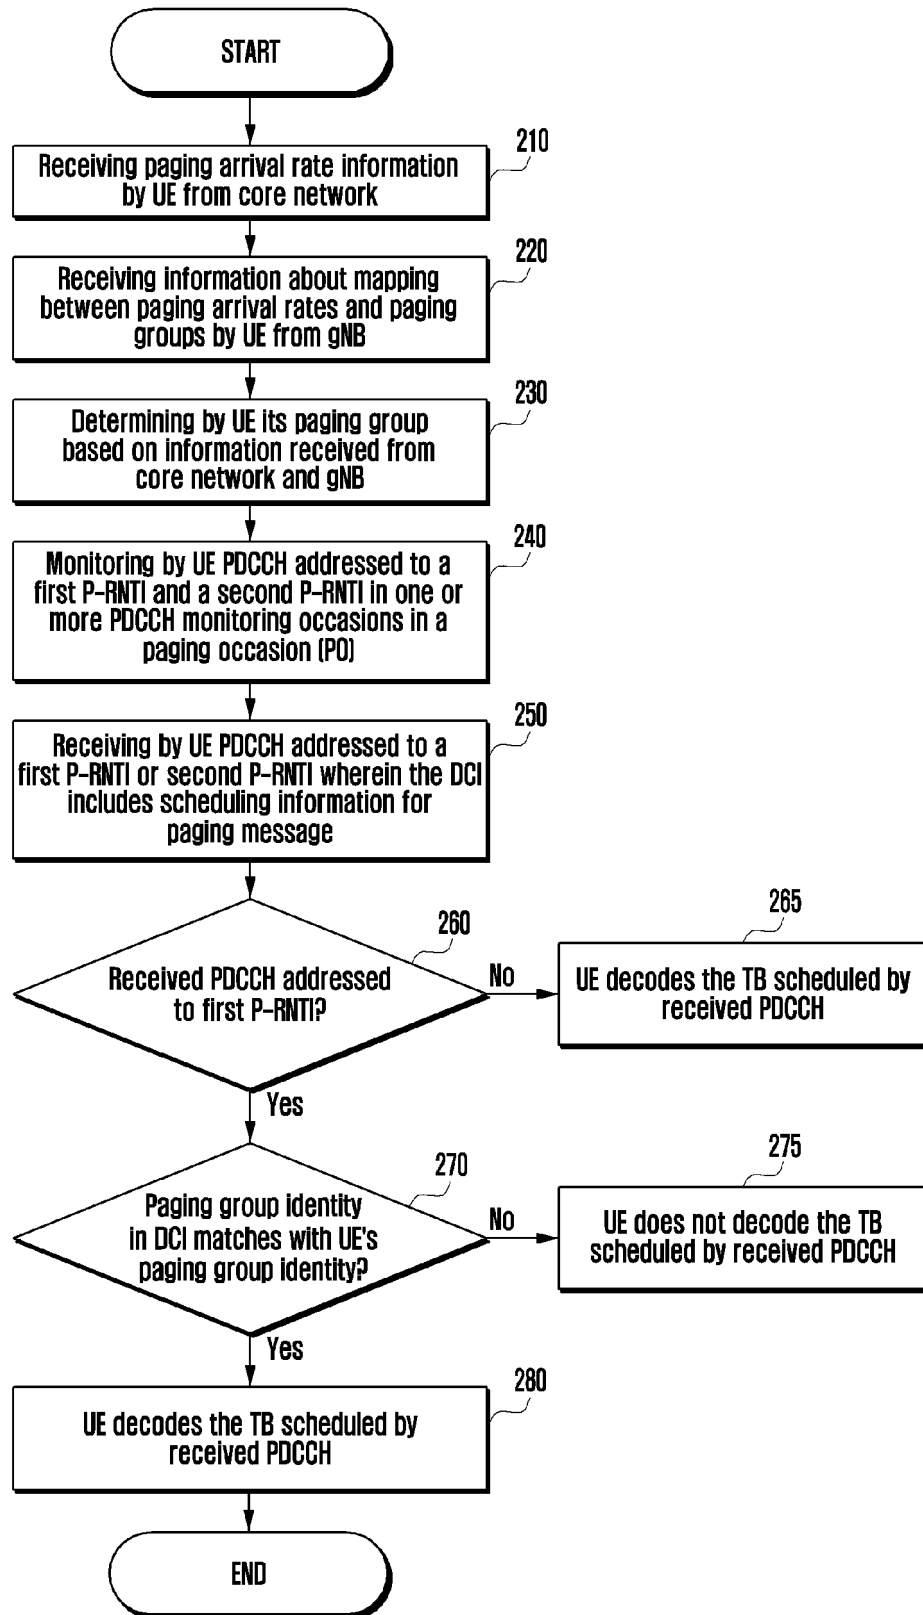 START
210
Receiving paging arrival rate information
by UE from core network
220
Receiving information about mapping
between paging arrival rates and paging
groups by UE from gNB
230
Determining by UE its paging group
based on information received from
core network and gNB
240
Monitoring by UE PDCCH addressed to a
first P-RNTI and a second P-RNTI in one or
more PDCCH monitoring occasions in a
paging occasion (PO)
250
Receiving by UE PDCCH addressed to a
first P-RNTI or second P-RNTI wherein the DCI
includes scheduling information for
paging message
260
Received PDCCH addressed
to first P-RNTI?
No
265
UE decodes the TB scheduled by
received PDCCH
Yes
270
Paging group identity
in DCI matches with UE's
paging group identity?
No
275
UE does not decode the TB
scheduled by received PDCCH
Yes
280
UE decodes the TB scheduled by
received PDCCH
END